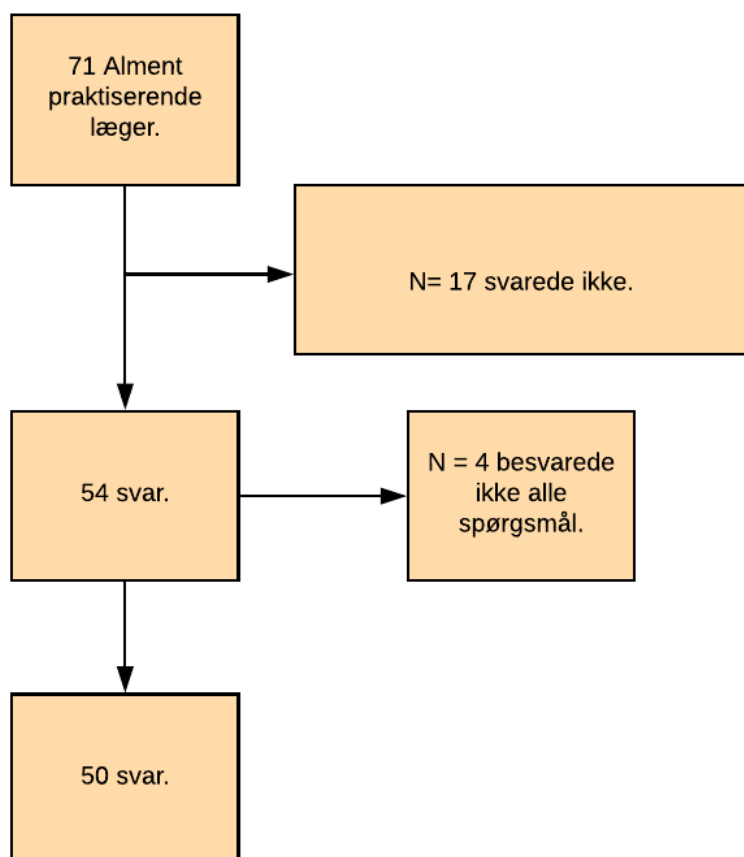 71 Alment
praktiserende
læger.
N= 17 svarede ikke.
54 svar.
N = 4 besvarede
ikke alle
spørgsmål.
50 svar.